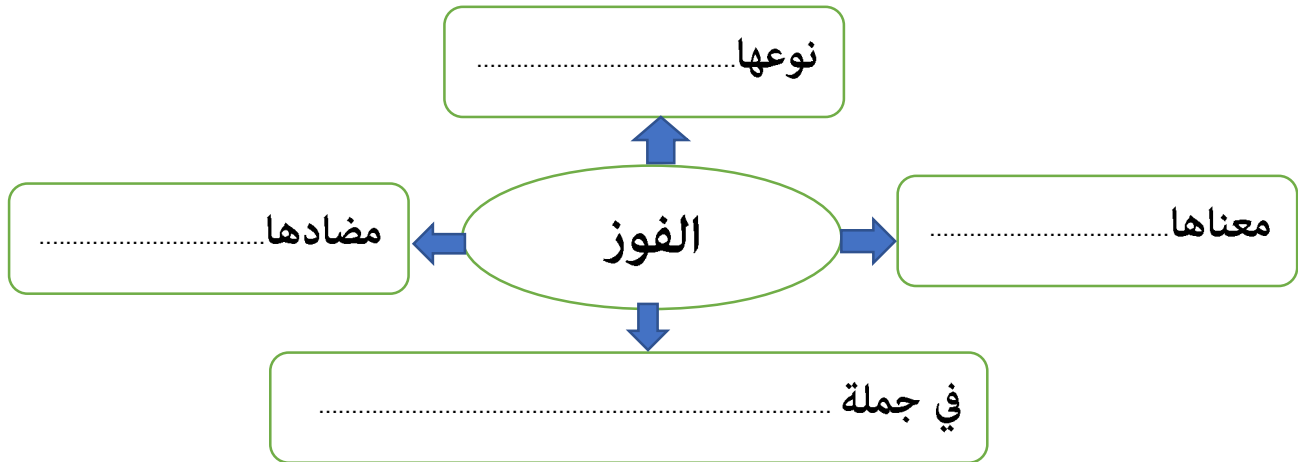 نوعها.......................................
معناها....................................
الفوز
مضادها..................................
في جملة ..............................................................................